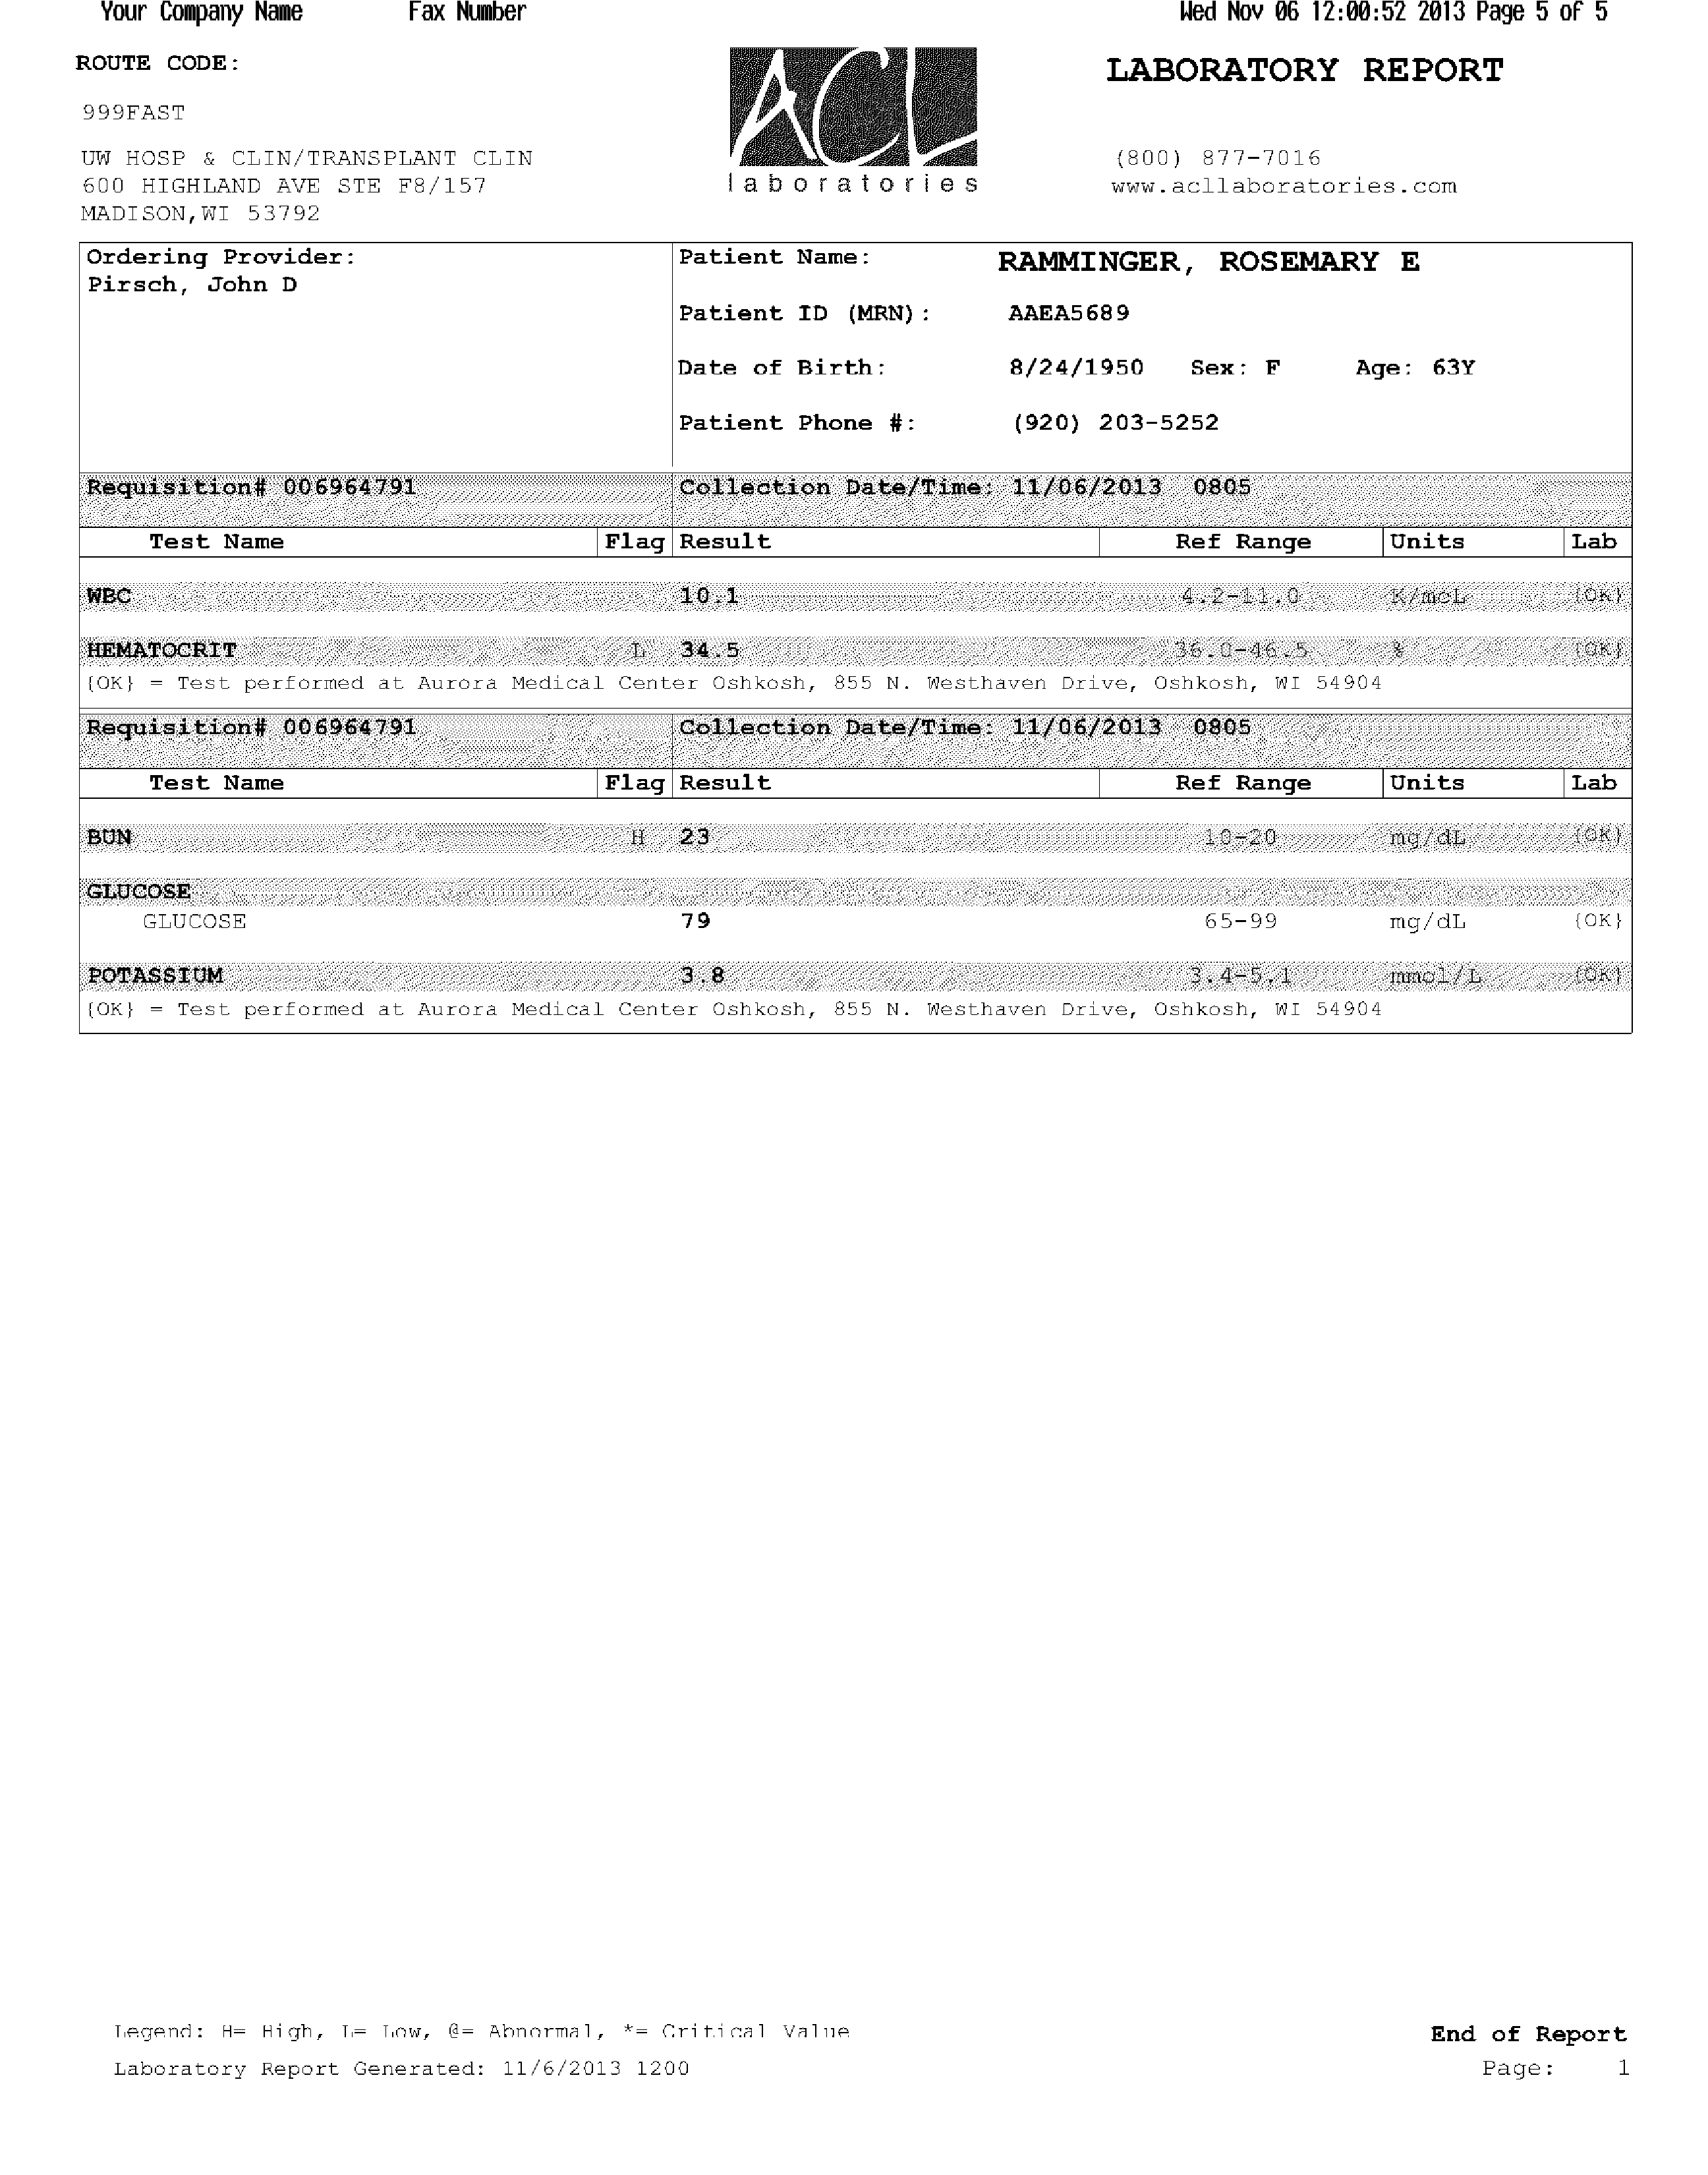 Your Company Name Fax Number Wed Nov 06 12:00:52 2013 Page 5 of 5
ROUTE CODE:
999FAST
UW HOSP & CLIN/TRANSPLANT CLIN
600 HIGHLAND AVE STE F8/157
MADISON,WI 53792
ACL
laboratories
LABORATORY REPORT
(800) 877-7016
www.acllaboratories.com
Ordering Provider:
Pirsch, John D
Patient Name: RAMMINGER, ROSEMARY E
Patient ID (MRN): AAEA5689
Date of Birth: 8/24/1950 Sex: F Age: 63Y
Patient Phone #: (920) 203-5252
Requisition# 006964791 Collection Date/Time: 11/06/2013 0805
Test Name Flag Result Ref Range Units Lab
WBC 10.1 4.2-11.0 K/mcL {OK}
HEMATOCRIT L 34.5 36.0-46.5 % {OK}
{OK} = Test performed at Aurora Medical Center Oshkosh, 855 N. Westhaven Drive, Oshkosh, WI 54904
Requisition# 006964791 Collection Date/Time: 11/06/2013 0805
Test Name Flag Result Ref Range Units Lab
BUN H 23 10-20 mg/dL {OK}
GLUCOSE
GLUCOSE 79 65-99 mg/dL {OK}
POTASSIUM 3.8 3.4-5.1 mmol/L {OK}
{OK} = Test performed at Aurora Medical Center Oshkosh, 855 N. Westhaven Drive, Oshkosh, WI 54904
Legend: H= High, L= Low, @= Abnormal, *= Critical Value
End of Report
Laboratory Report Generated: 11/6/2013 1200
Page: 1